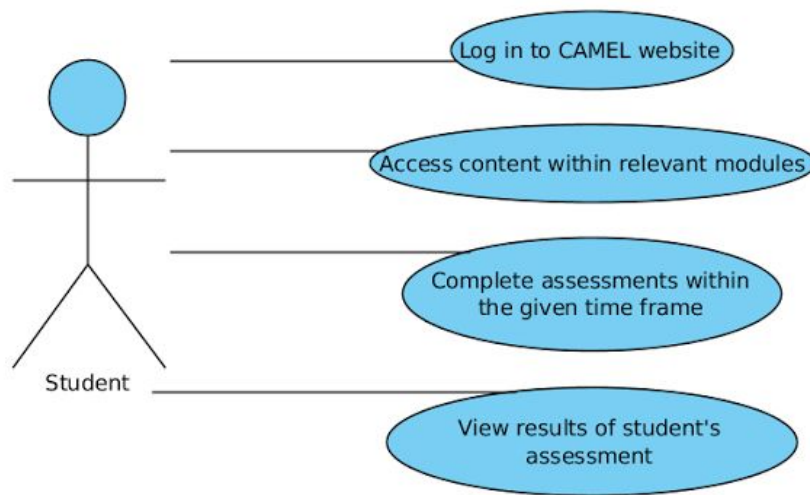 Log in to CAMEL website
Access content within relevant modules
Complete assessments within
the given time frame
Student
View results of student's
assessment